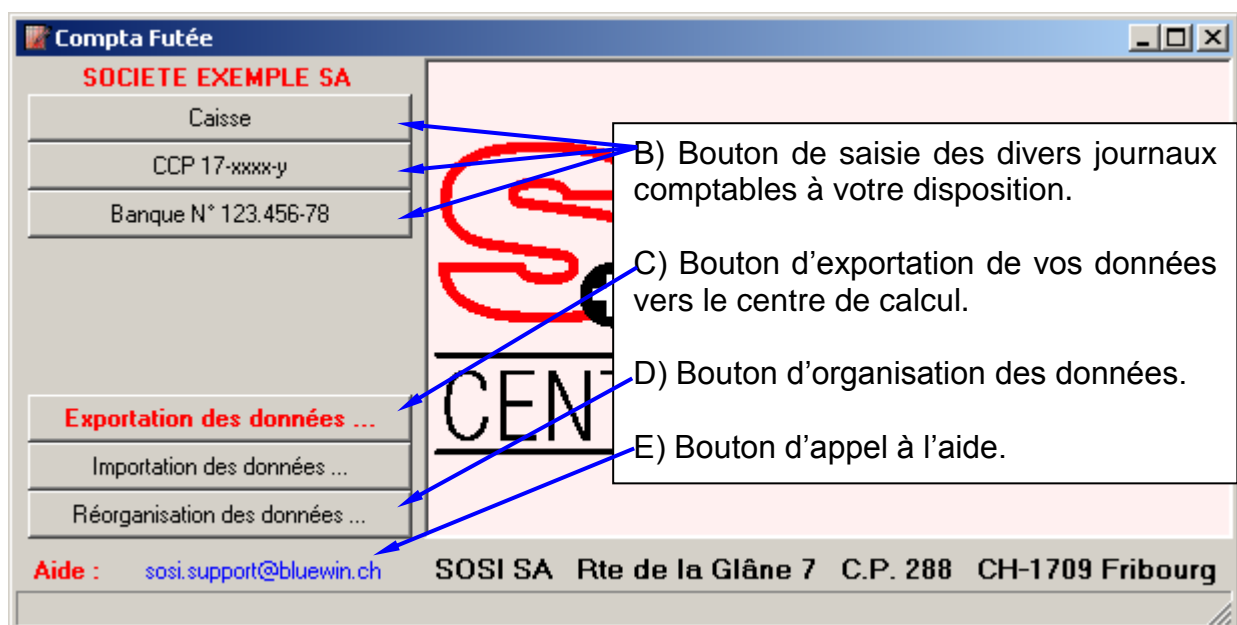 Compta Futée
SOCIETE EXEMPLE SA
Caisse
CCP 17-xxxx-y
Banque N° 123.456-78
B) Bouton de saisie des divers journaux
comptables à votre disposition.
C) Bouton d’exportation de vos données
vers le centre de calcul.
D) Bouton d’organisation des données.
E) Bouton d’appel à l’aide.
CENT
Exportation des données ...
Importation des données ...
Réorganisation des données ...
Aide : sosi.support@bluewin.ch
SOSI SA Rte de la Glâne 7 C.P. 288 CH-1709 Fribourg